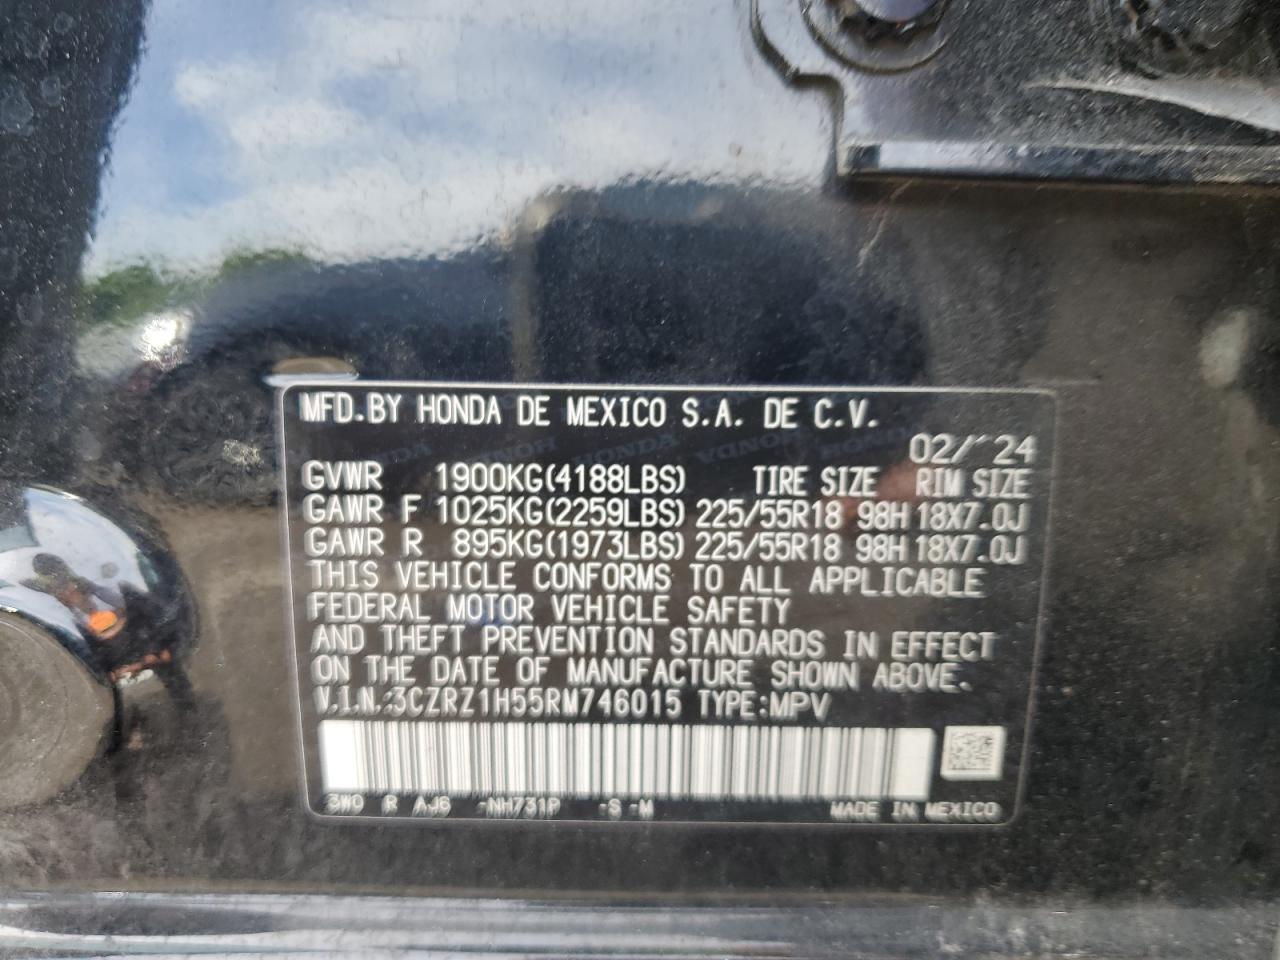 MFD.BY HONDA DE MEXICO S.A. DE C.V.
02/ 24
GVWR 1900KG(4188LBS) TIRE SIZE RIM SIZE
GAWR F 1025KG(2259LBS) 225/55R18 98H 18X7.0J
GAWR R 895KG(1973LBS) 225/55R18 98H 18X7.0J
THIS VEHICLE CONFORMS TO ALL APPLICABLE
FEDERAL MOTOR VEHICLE SAFETY
AND THEFT PREVENTION STANDARDS IN EFFECT
ON THE DATE OF MANUFACTURE SHOWN ABOVE.
V.I.N.:3CZRZ1H55RM746015 TYPE:MPV
3W0 R AJ6 -NH731P -S -M MADE IN MEXICO